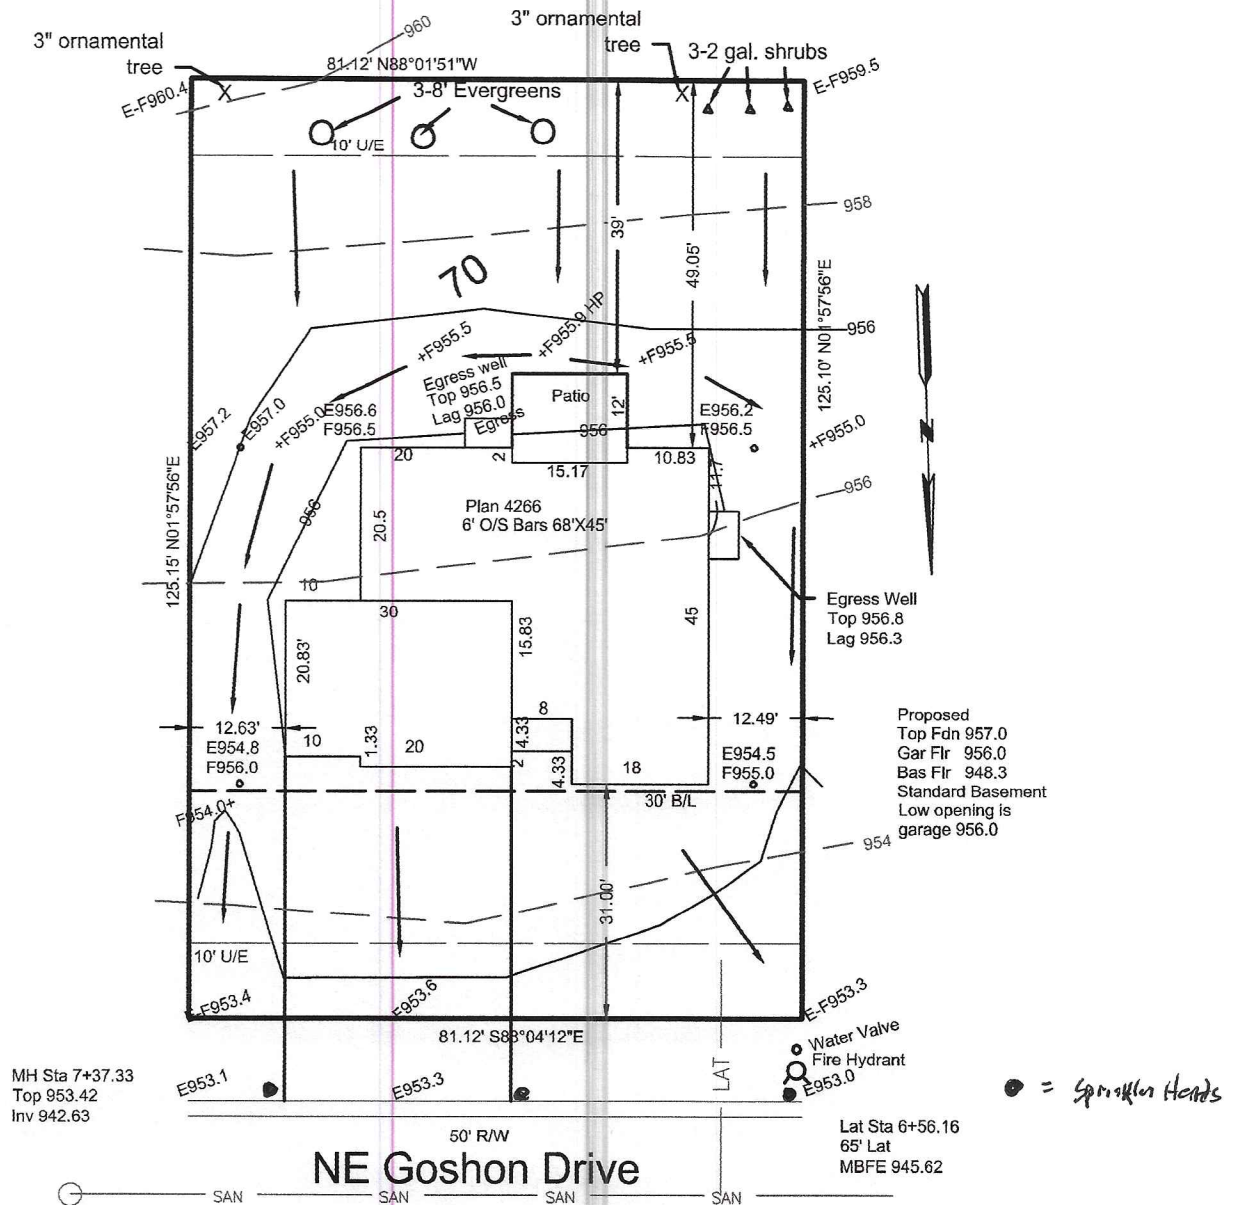 960
3" ornamental
tree
3" ornamental
tree
3-2 gal. shrubs
81.12' N88°01'51"W
E-F960.4
E-F959.5
3-8' Evergreens
10' U/E
958
39'
49.05'
70
125.10' N01°57'56"E
956
+F955.5
+F955.9 HP
+F955.5
Egress well
Top 956.5
Lag 956.0
Egress
Patio
12'
956
E957.2
E957.0
+F955.0
E956.6
F956.5
E956.2
F956.5
+F955.0
20
2
15.17
10.83
11.7
125.15' N01°57'56"E
956
20.5
Plan 4266
6' O/S Bars 68'X45'
956
10
30
45
Egress Well
Top 956.8
Lag 956.3
20.83'
15.83
12.63'
E954.8
F956.0
10
1.33
20
8
4.33
2
4.33
18
12.49'
E954.5
F955.0
Proposed
Top Fdn 957.0
Gar Flr 956.0
Bas Flr 948.3
Standard Basement
Low opening is
garage 956.0
30' B/L
F954.0+
954
31.00'
10' U/E
E-F953.4
F953.6
E-F953.3
81.12' S88°04'12"E
Water Valve
Fire Hydrant
LAT
MH Sta 7+37.33
Top 953.42
Inv 942.63
E953.1
E953.3
E953.0
= Sprinkler Heads
50' R/W
Lat Sta 6+56.16
65' Lat
MBFE 945.62
NE Goshon Drive
SAN
SAN
SAN
SAN
N